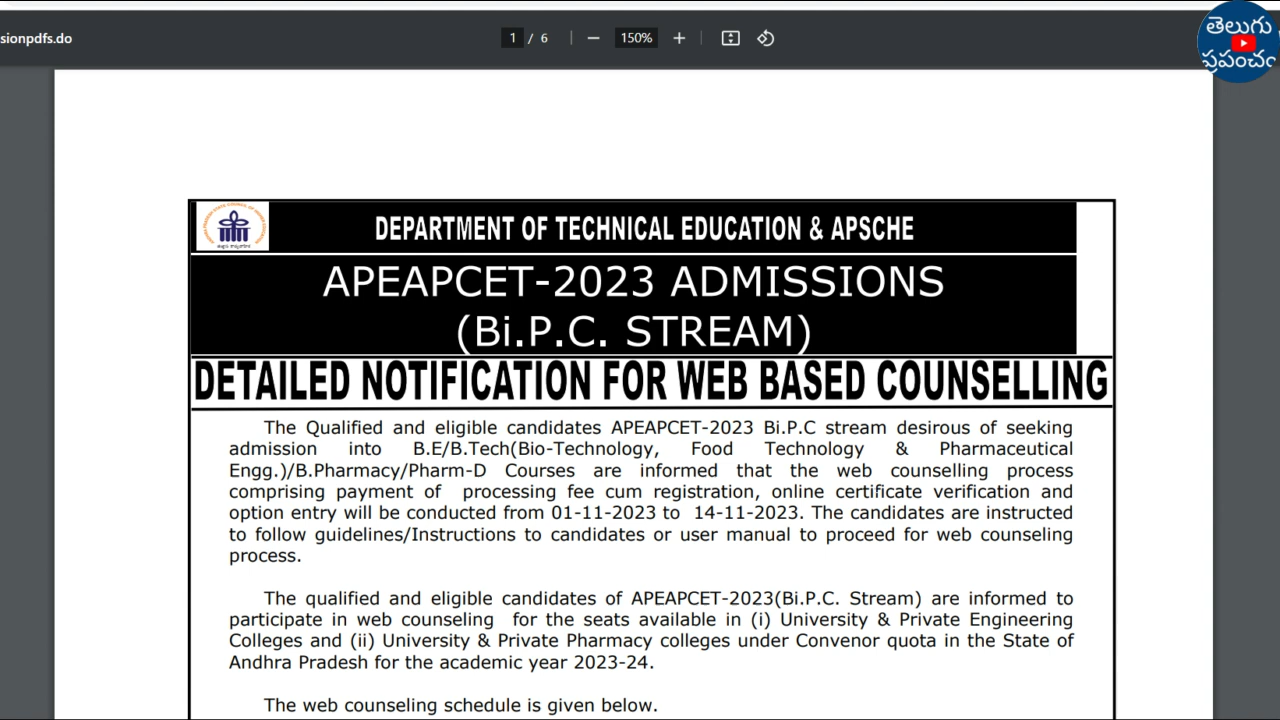 sionpdfs.do
1 / 6
150%
తెలుగు
ప్రపంచం
DEPARTMENT OF TECHNICAL EDUCATION & APSCHE
APEAPCET-2023 ADMISSIONS
(Bi.P.C. STREAM)
DETAILED NOTIFICATION FOR WEB BASED COUNSELLING
The Qualified and eligible candidates APEAPCET-2023 Bi.P.C stream desirous of seeking
admission into B.E/B.Tech(Bio-Technology, Food Technology & Pharmaceutical
Engg.)/B.Pharmacy/Pharm-D Courses are informed that the web counselling process
comprising payment of processing fee cum registration, online certificate verification and
option entry will be conducted from 01-11-2023 to 14-11-2023. The candidates are instructed
to follow guidelines/Instructions to candidates or user manual to proceed for web counseling
process.
The qualified and eligible candidates of APEAPCET-2023(Bi.P.C. Stream) are informed to
participate in web counseling for the seats available in (i) University & Private Engineering
Colleges and (ii) University & Private Pharmacy colleges under Convenor quota in the State of
Andhra Pradesh for the academic year 2023-24.
The web counseling schedule is given below.